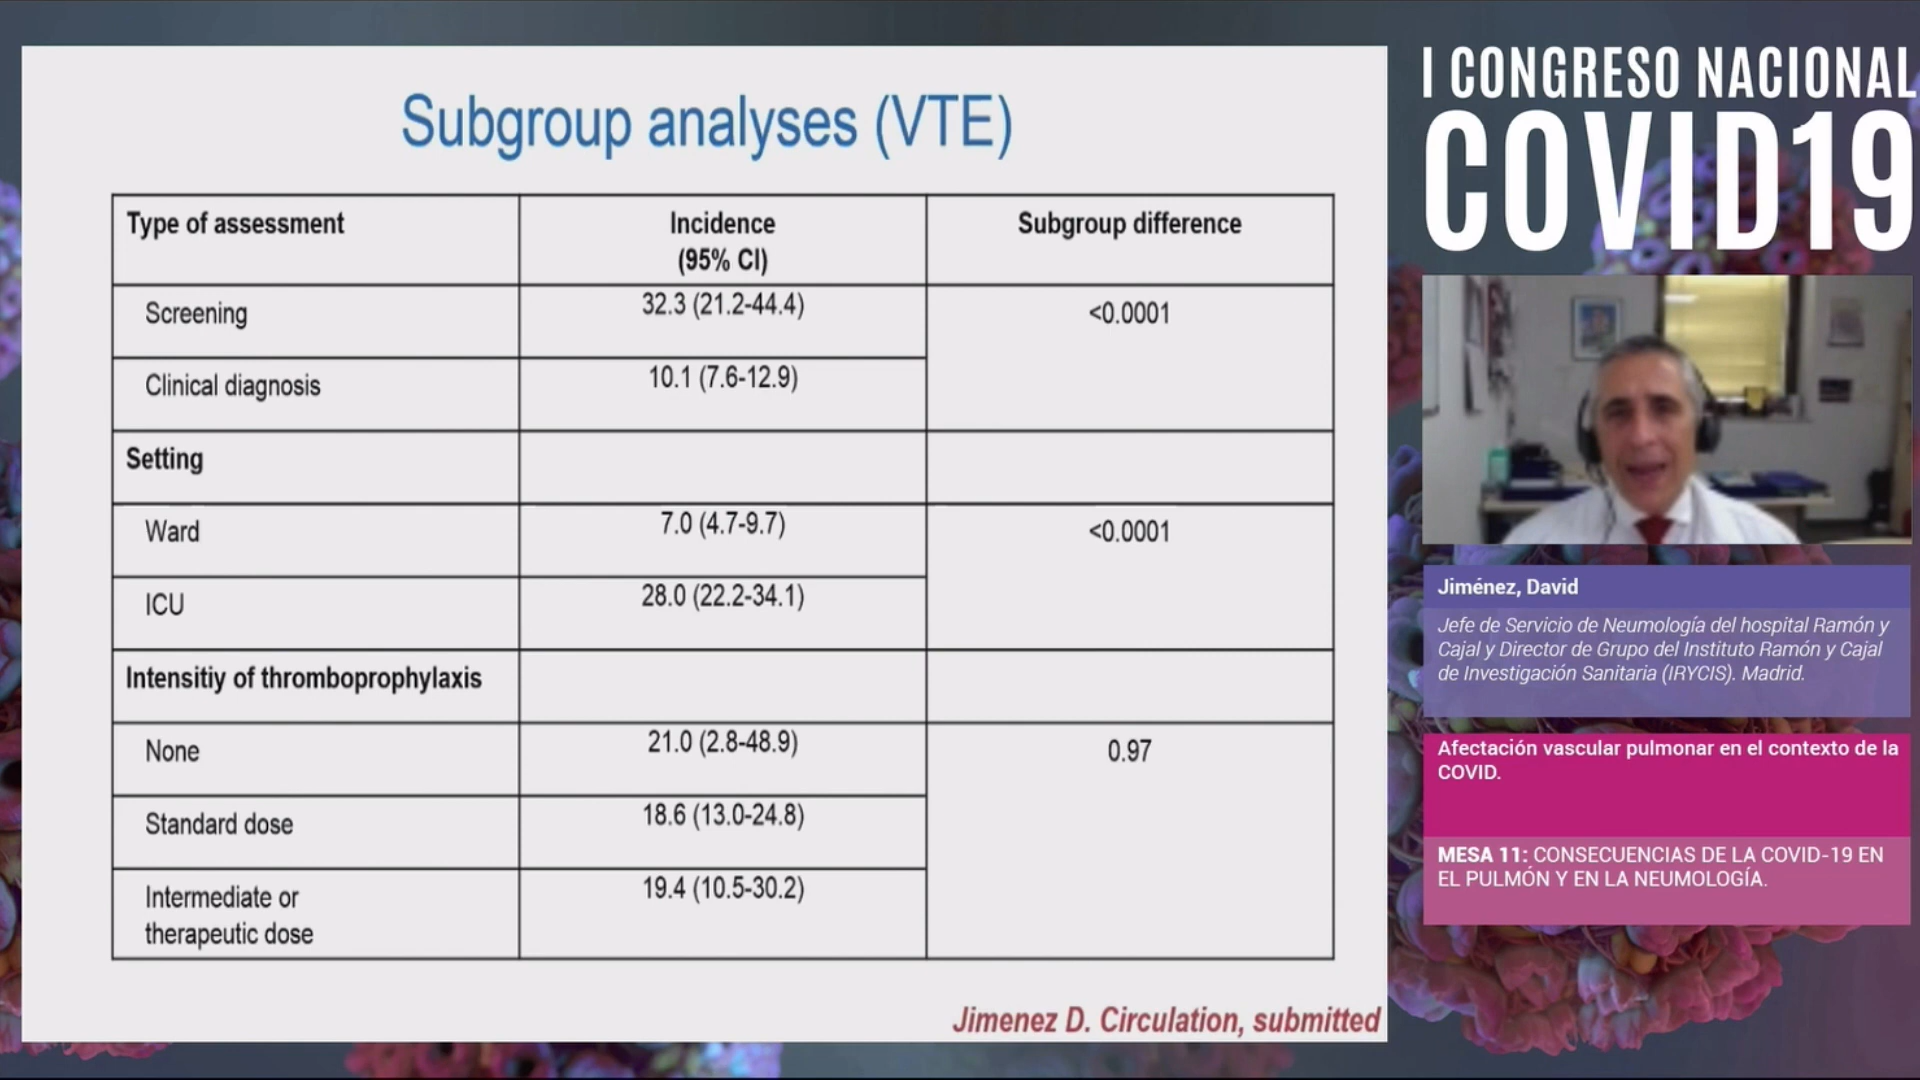 Subgroup analyses (VTE)
Type of assessment Incidence (95% CI) Subgroup difference
Screening 32.3 (21.2-44.4) <0.0001
Clinical diagnosis 10.1 (7.6-12.9)
Setting
Ward 7.0 (4.7-9.7) <0.0001
ICU 28.0 (22.2-34.1)
Intensitiy of thromboprophylaxis
None 21.0 (2.8-48.9) 0.97
Standard dose 18.6 (13.0-24.8)
Intermediate or therapeutic dose 19.4 (10.5-30.2)
Jimenez D. Circulation, submitted
I CONGRESO NACIONAL
COVID19
Jiménez, David
Jefe de Servicio de Neumología del hospital Ramón y
Cajal y Director de Grupo del Instituto Ramón y Cajal
de Investigación Sanitaria (IRYCIS). Madrid.
Afectación vascular pulmonar en el contexto de la
COVID.
MESA 11: CONSECUENCIAS DE LA COVID-19 EN
EL PULMÓN Y EN LA NEUMOLOGÍA.